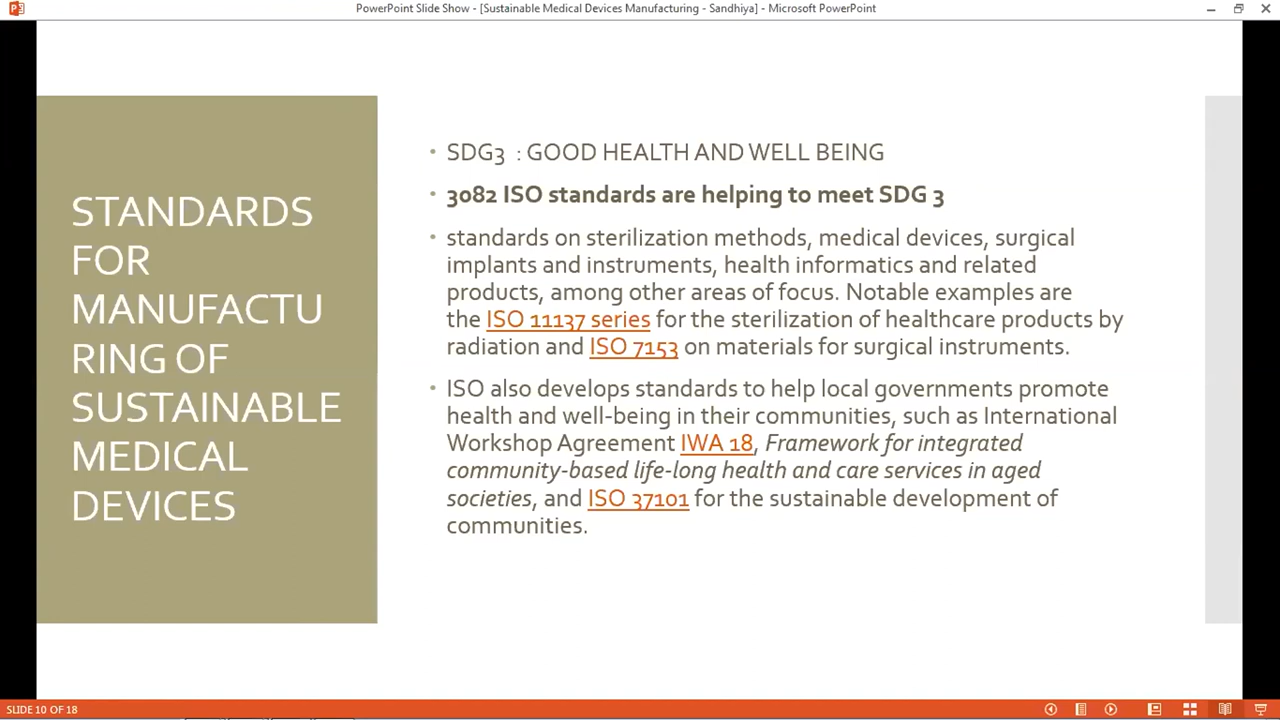 PowerPoint Slide Show - [Sustainable Medical Devices Manufacturing - Sandhiya] - Microsoft PowerPoint
STANDARDS
FOR
MANUFACTU
RING OF
SUSTAINABLE
MEDICAL
DEVICES
• SDG3 : GOOD HEALTH AND WELL BEING
• 3082 ISO standards are helping to meet SDG 3
• standards on sterilization methods, medical devices, surgical
implants and instruments, health informatics and related
products, among other areas of focus. Notable examples are
the ISO 11137 series for the sterilization of healthcare products by
radiation and ISO 7153 on materials for surgical instruments.
• ISO also develops standards to help local governments promote
health and well-being in their communities, such as International
Workshop Agreement IWA 18, Framework for integrated
community-based life-long health and care services in aged
societies, and ISO 37101 for the sustainable development of
communities.
SLIDE 10 OF 18